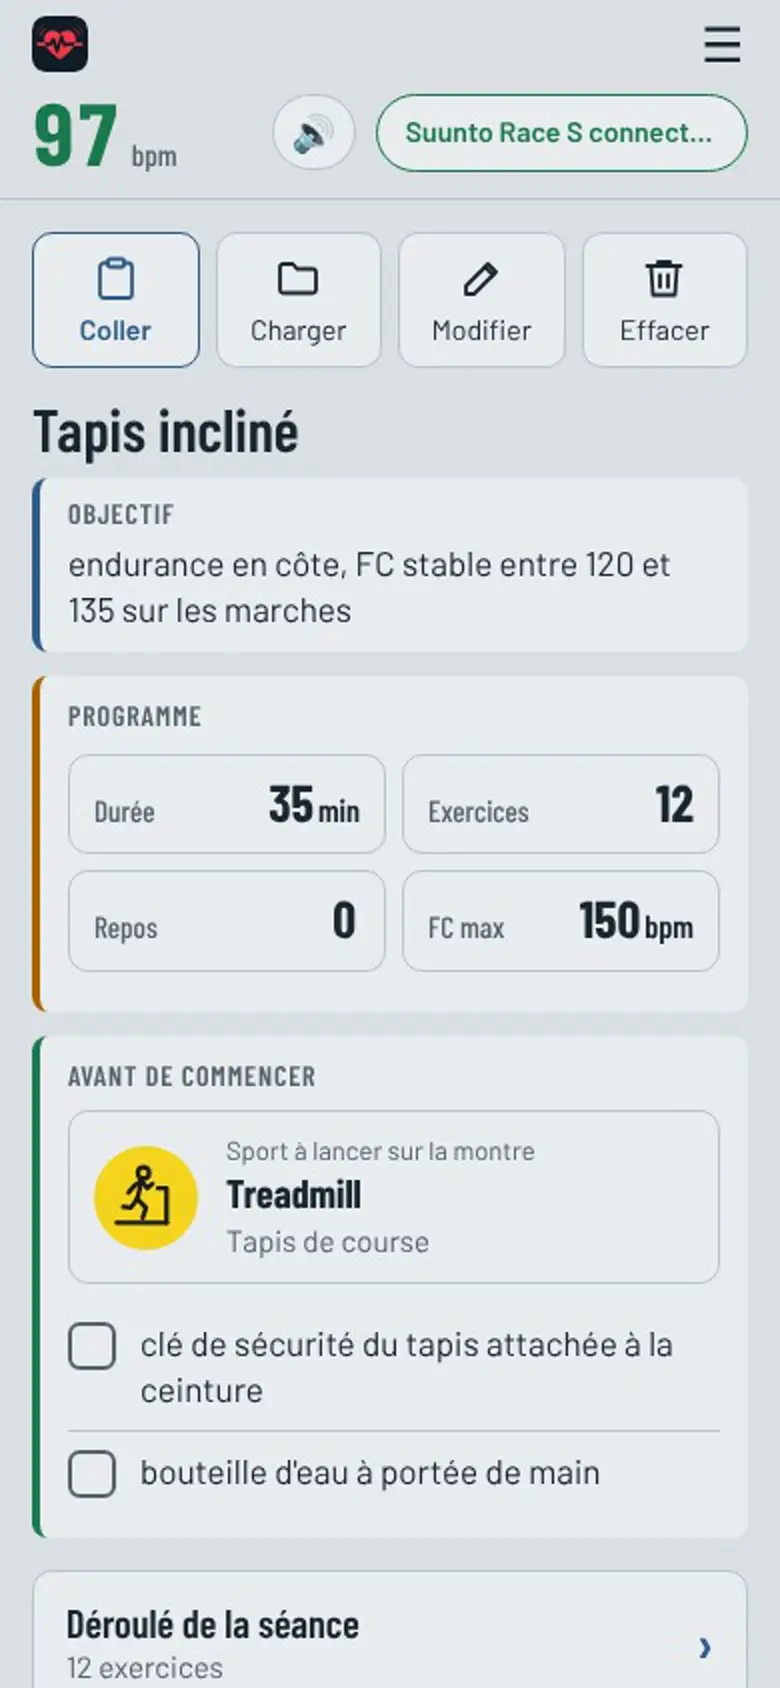 97 bpm
Suunto Race S connect...
Coller
Charger
Modifier
Effacer
Tapis incliné
OBJECTIF
endurance en côte, FC stable entre 120 et
135 sur les marches
PROGRAMME
Durée 35 min
Exercices 12
Repos 0
FC max 150 bpm
AVANT DE COMMENCER
Sport à lancer sur la montre
Treadmill
Tapis de course
clé de sécurité du tapis attachée à la
ceinture
bouteille d'eau à portée de main
Déroulé de la séance
12 exercices